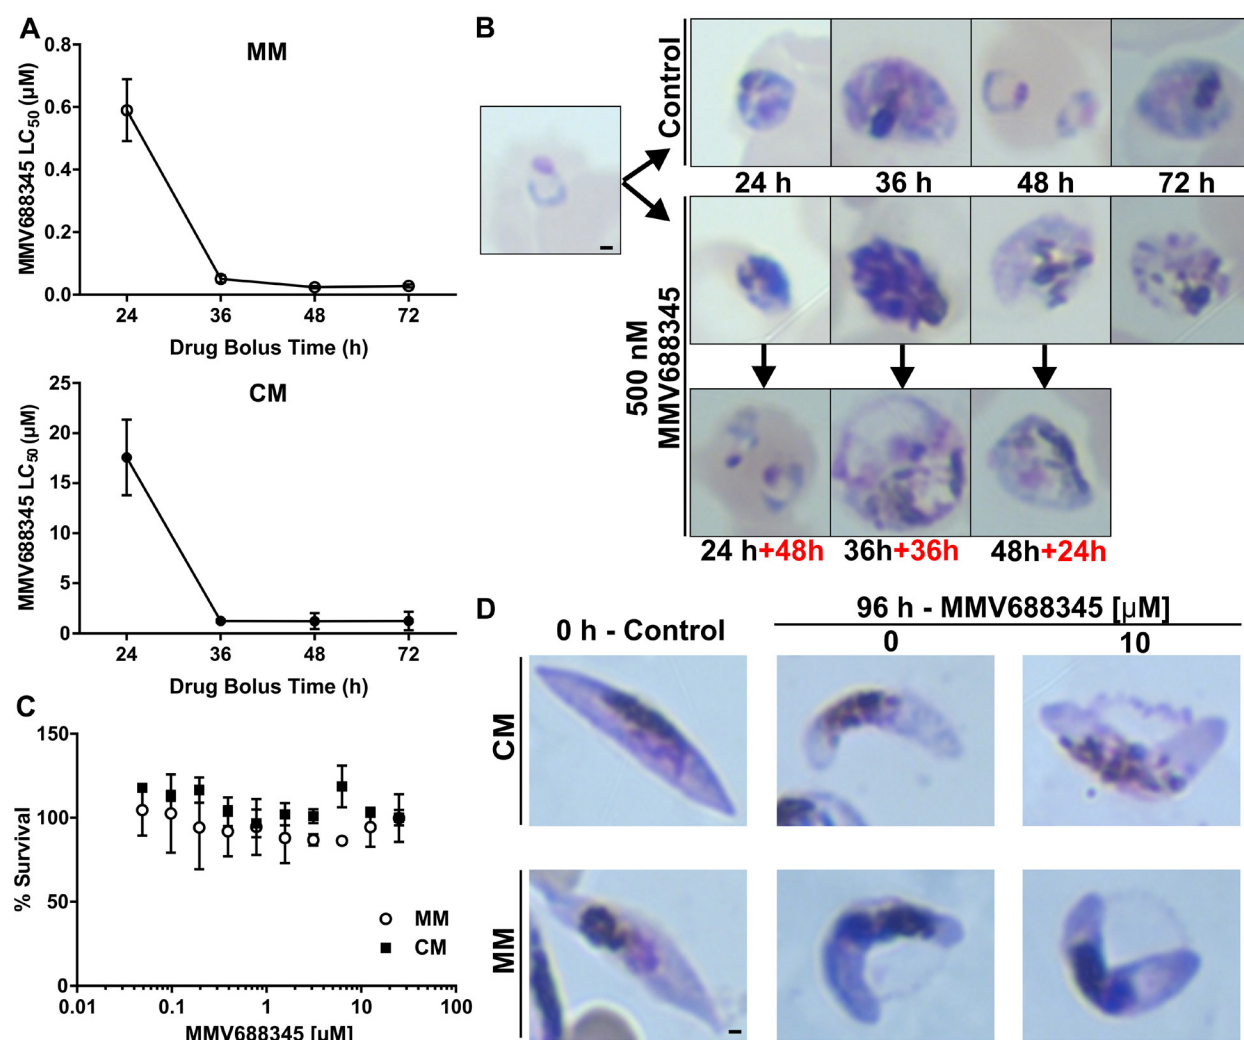 A
MM
MMV688345 LC50 (µM)
0.8
0.6
0.4
0.2
0.0
24 36 48 72
Drug Bolus Time (h)
CM
MMV688345 LC50 (µM)
25
20
15
10
5
0
24 36 48 72
Drug Bolus Time (h)
B
Control
24 h 36 h 48 h 72 h
500 nM
MMV688345
24 h+48h 36h+36h 48h+24h
C
% Survival
150
100
50
0
0.01 0.1 1 10 100
MMV688345 [µM]
MM
CM
D
0 h - Control
96 h - MMV688345 [µM]
0 10
CM
MM